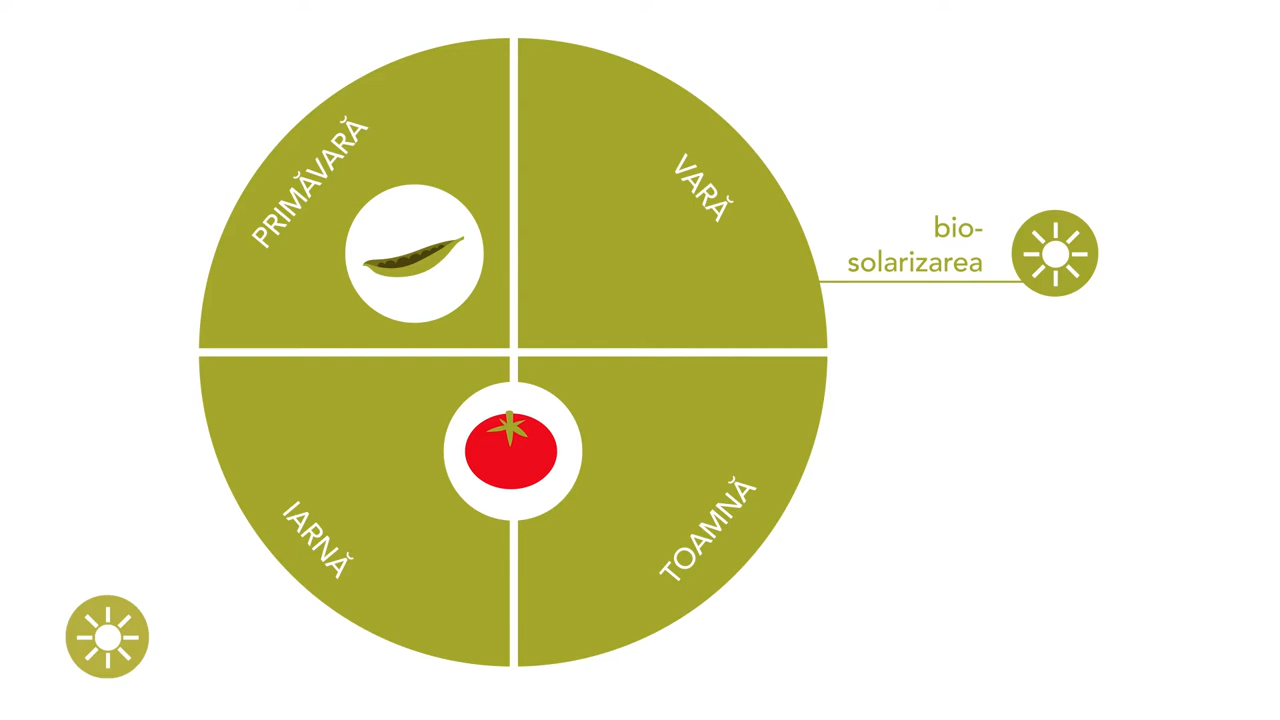 PRIMĂVARĂ
VARĂ
bio-
solarizarea
IARNĂ
TOAMNĂ